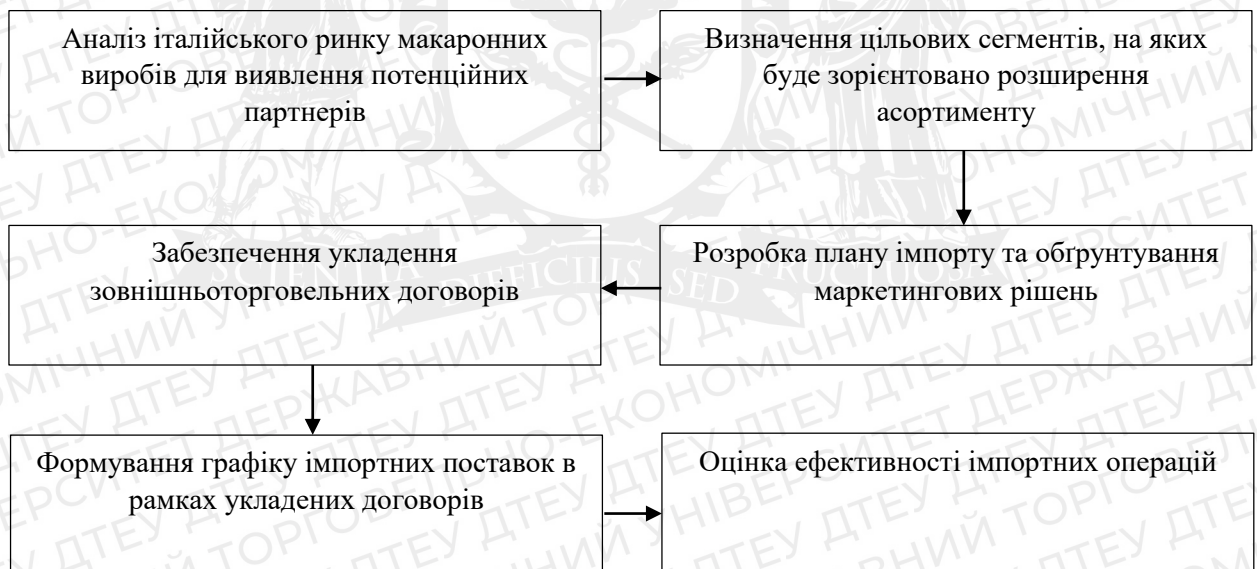 Аналіз італійського ринку макаронних
виробів для виявлення потенційних
партнерів
Визначення цільових сегментів, на яких
буде зорієнтовано розширення
асортименту
Розробка плану імпорту та обґрунтування
маркетингових рішень
Забезпечення укладення
зовнішньоторговельних договорів
Формування графіку імпортних поставок в
рамках укладених договорів
Оцінка ефективності імпортних операцій